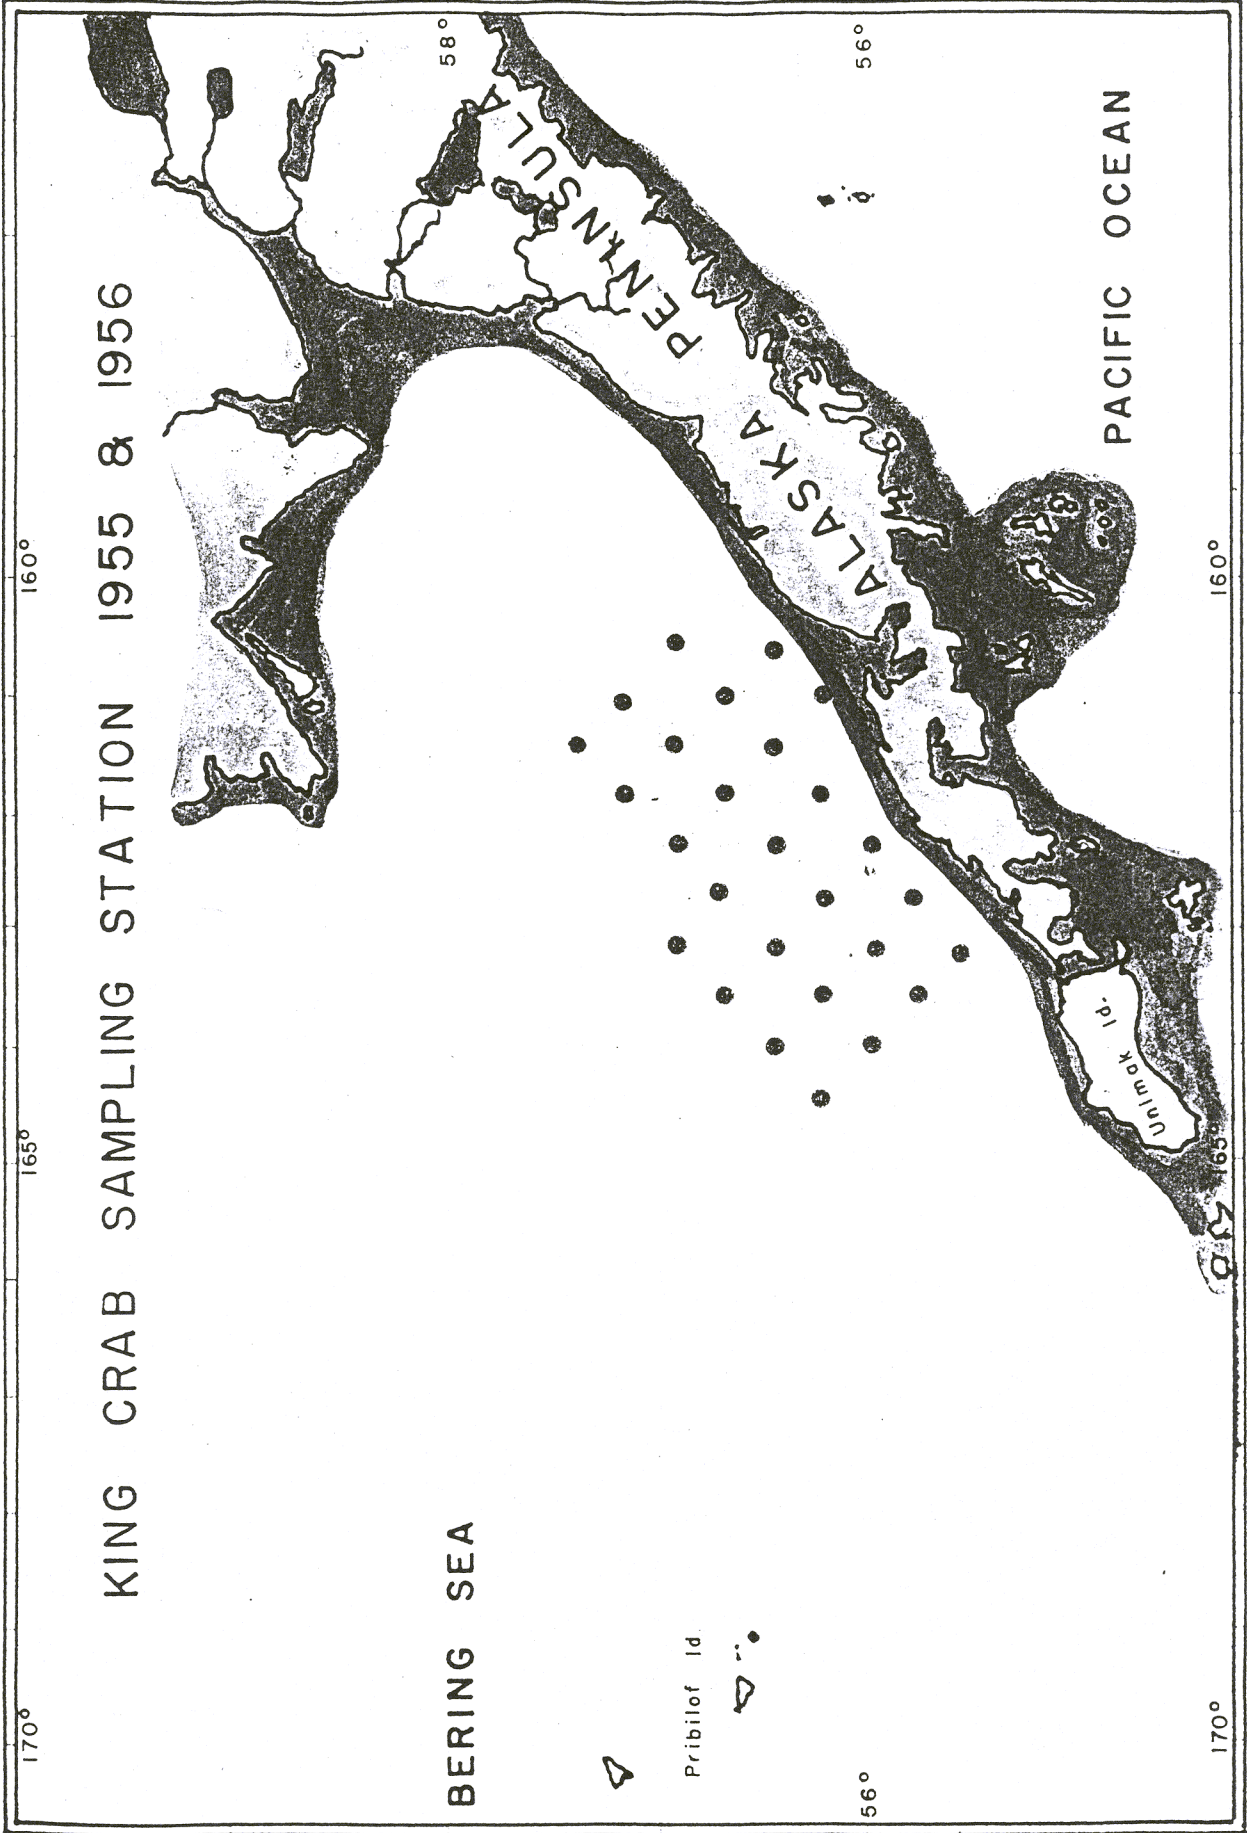 KING CRAB SAMPLING STATION 1955 & 1956
170°
165°
160°
58°
BERING SEA
Pribilof Id
ALASKA PENINSULA
56°
56°
Unimak Id.
PACIFIC OCEAN
170°
165°
160°